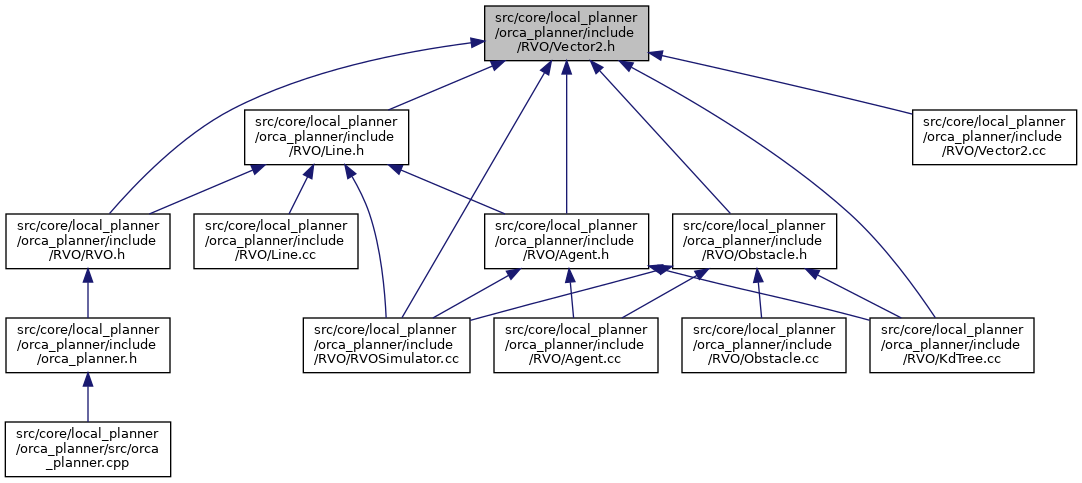 src/core/local_planner
/orca_planner/include
/RVO/Vector2.h
src/core/local_planner
/orca_planner/include
/RVO/Line.h
src/core/local_planner
/orca_planner/include
/RVO/Vector2.cc
src/core/local_planner
/orca_planner/include
/RVO/RVO.h
src/core/local_planner
/orca_planner/include
/RVO/Line.cc
src/core/local_planner
/orca_planner/include
/RVO/Agent.h
src/core/local_planner
/orca_planner/include
/RVO/Obstacle.h
src/core/local_planner
/orca_planner/include
/orca_planner.h
src/core/local_planner
/orca_planner/include
/RVO/RVOSimulator.cc
src/core/local_planner
/orca_planner/include
/RVO/Agent.cc
src/core/local_planner
/orca_planner/include
/RVO/Obstacle.cc
src/core/local_planner
/orca_planner/include
/RVO/KdTree.cc
src/core/local_planner
/orca_planner/src/orca
_planner.cpp